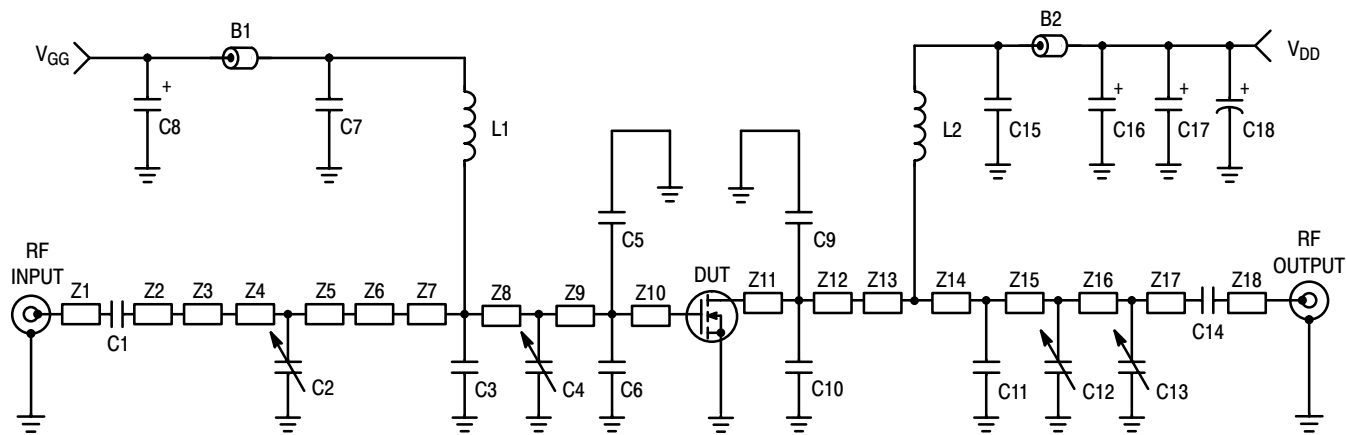 B1
B2
VGG
VDD
+
C8
C7
L1
L2
C15
+
C16
+
C17
+
C18
C5
C9
RF
INPUT
RF
OUTPUT
DUT
Z1
Z2
Z3
Z4
Z5
Z6
Z7
Z8
Z9
Z10
Z11
Z12
Z13
Z14
Z15
Z16
Z17
Z18
C1
C14
C2
C3
C4
C6
C10
C11
C12
C13